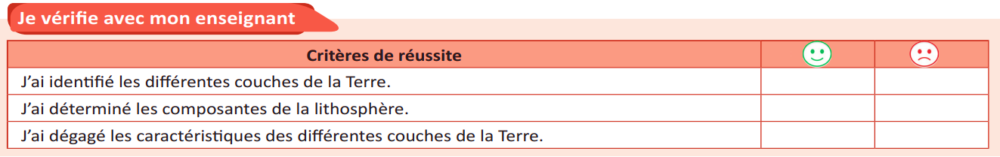 Je vérifie avec mon enseignant
Critères de réussite
J'ai identifié les différentes couches de la Terre.
J'ai déterminé les composantes de la lithosphère.
J'ai dégagé les caractéristiques des différentes couches de la Terre.